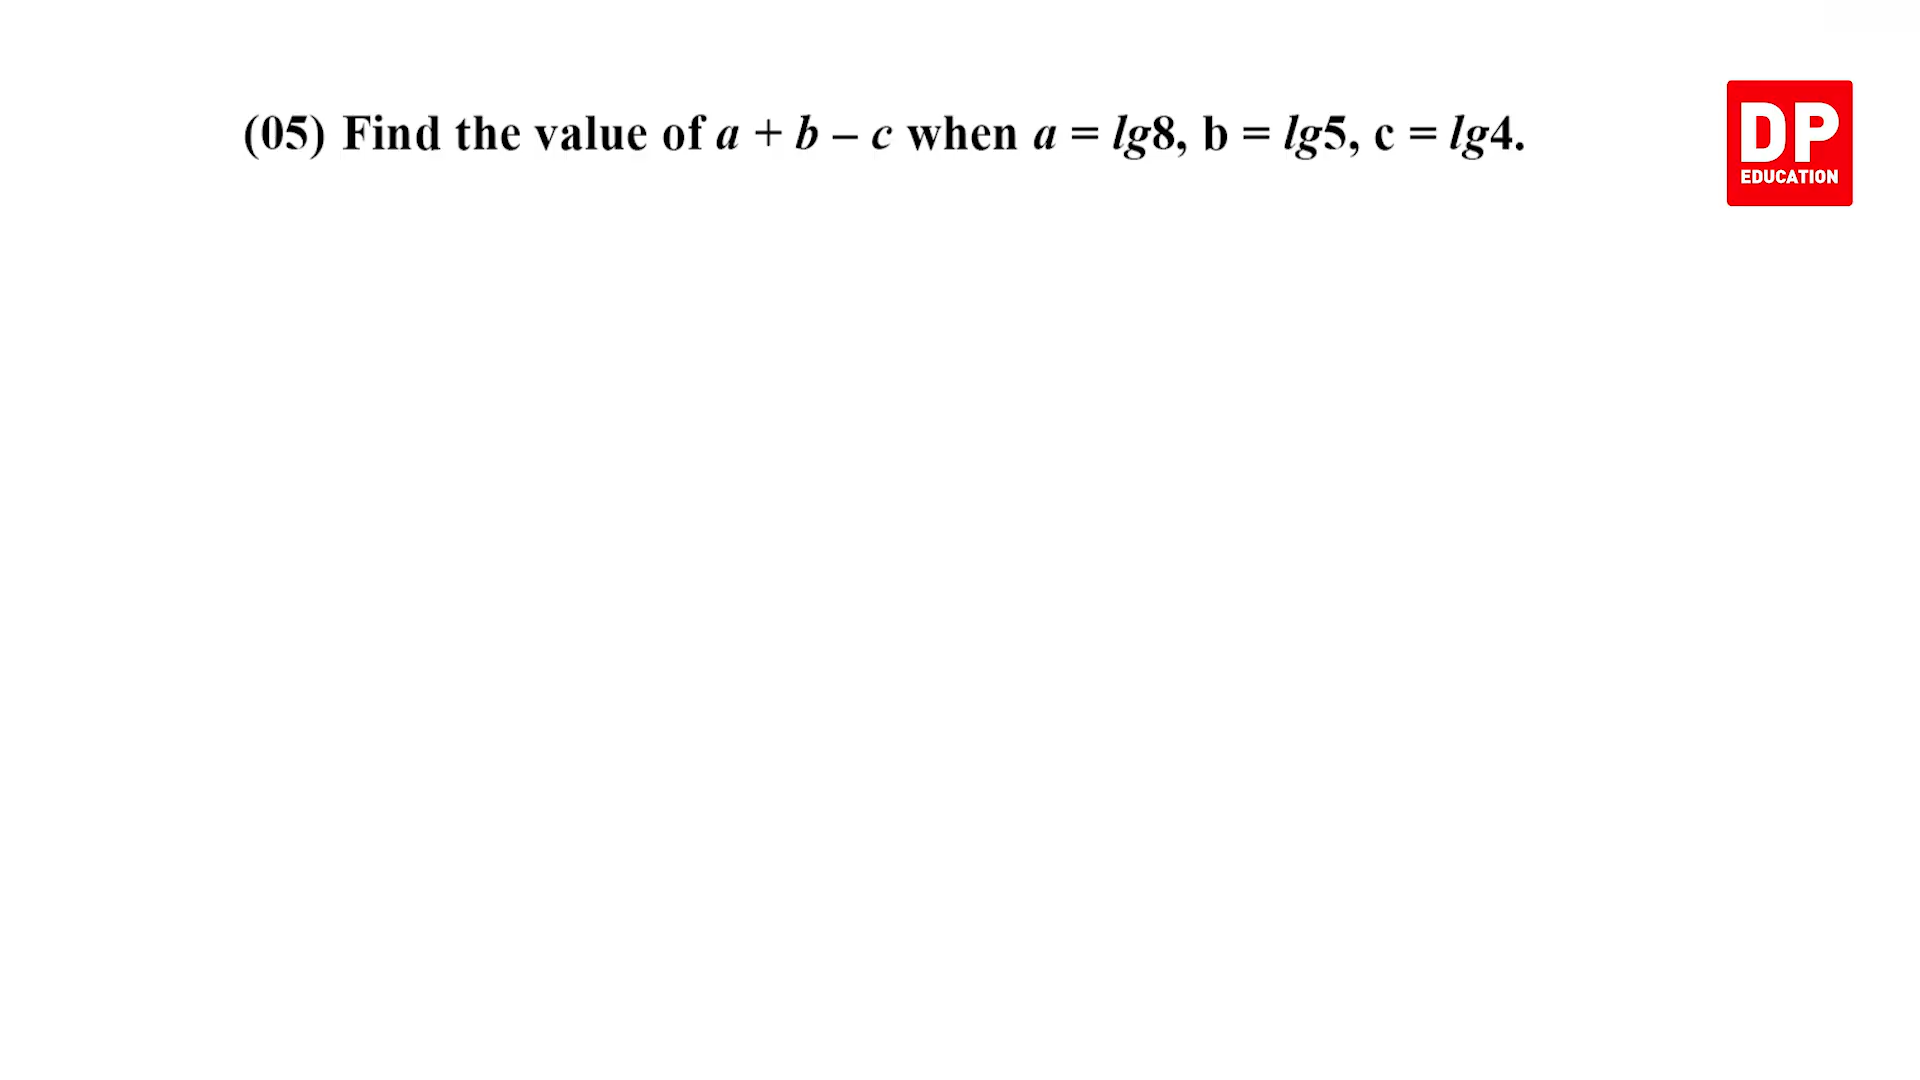 (05) Find the value of a + b – c when a = lg8, b = lg5, c = lg4.
DP
EDUCATION